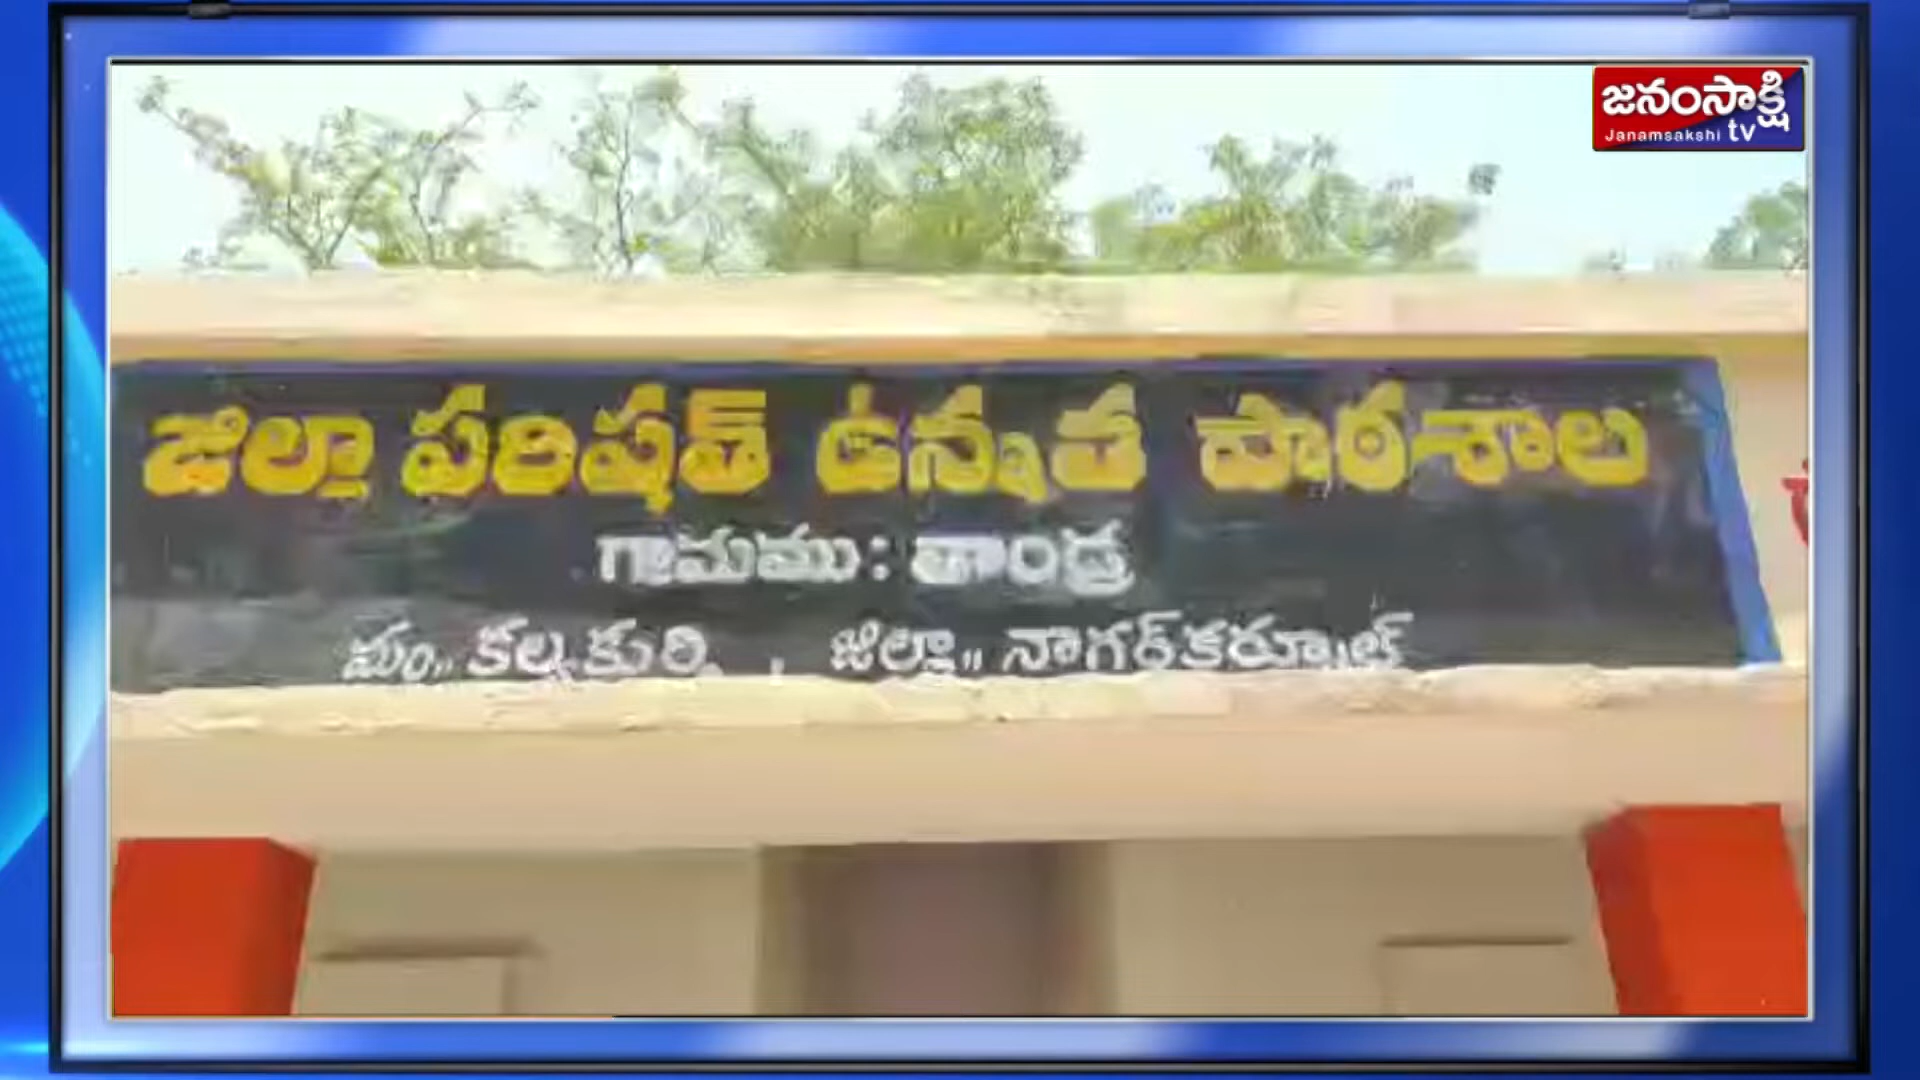 జనంసాక్షి
Janamsakshi tv
జిల్లా పరిషత్ ఉన్నత పాఠశాల
గ్రామము : తాండ్ర
మం,, కల్వకుర్తి , జిల్లా,, నాగర్‌కర్నూల్